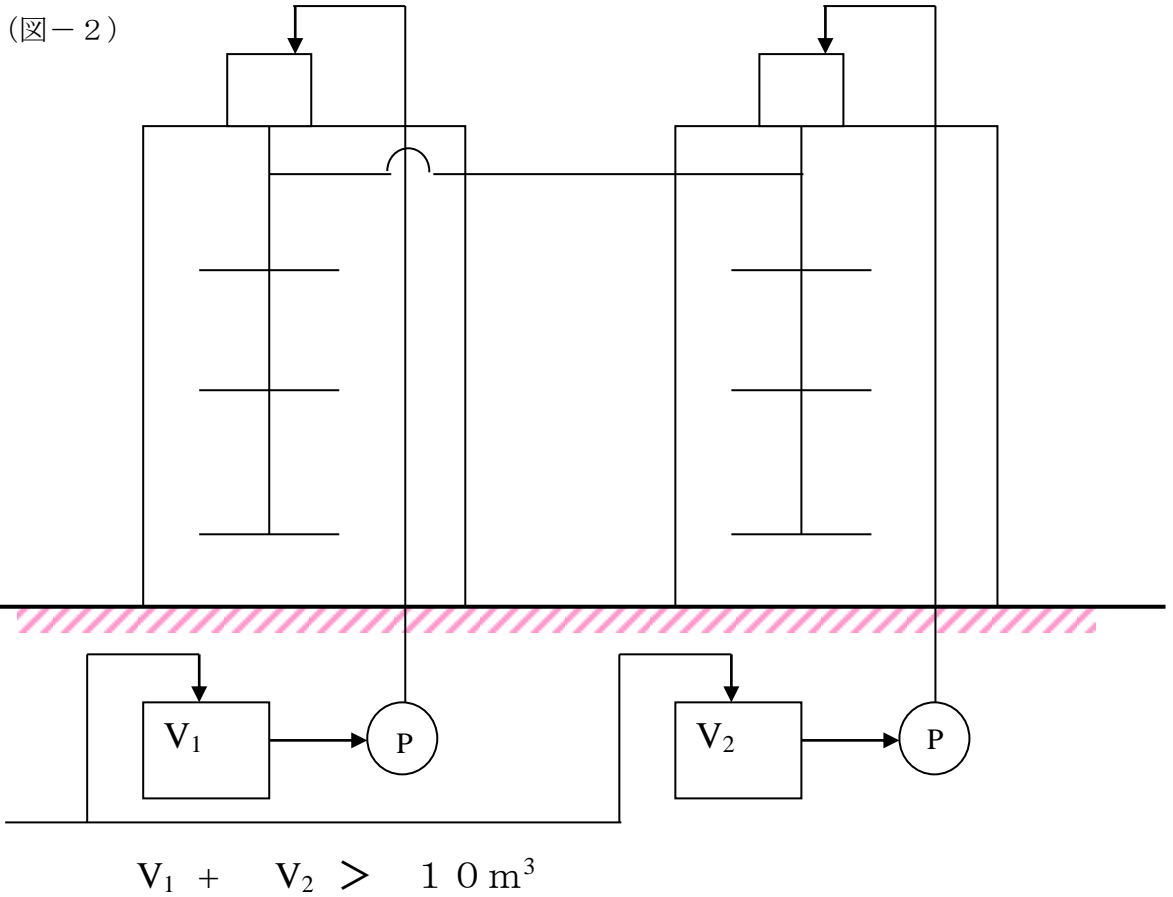 (図－２)
V₁
P
V₂
P
V₁ + V₂ ＞ １０ｍ³